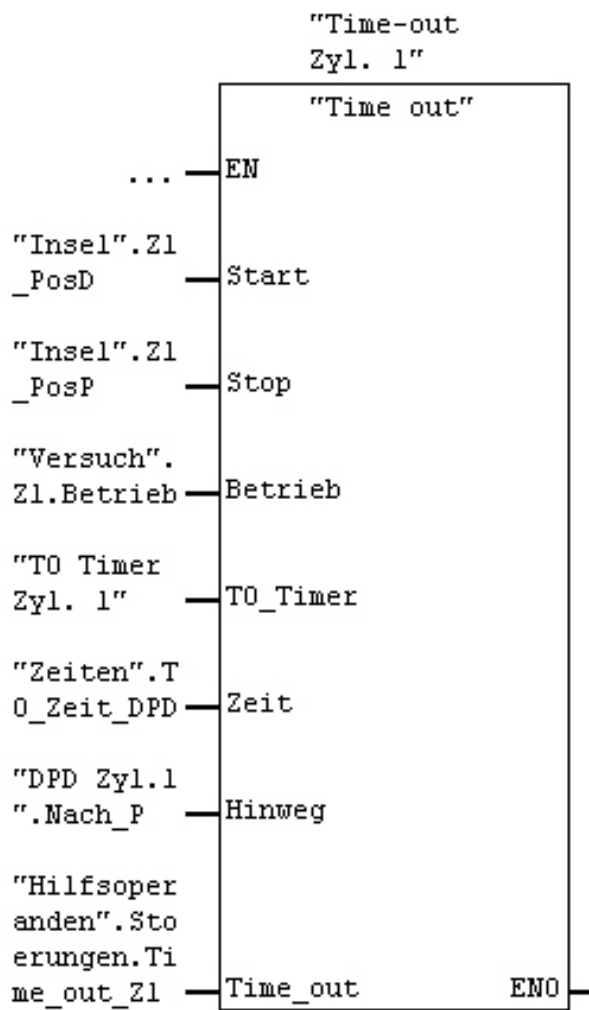 "Time-out
Zyl. 1"
"Time out"
... EN
"Insel".Z1
_PosD Start
"Insel".Z1
_PosP Stop
"Versuch".
Z1.Betrieb Betrieb
"TO Timer
Zyl. 1" TO_Timer
"Zeiten".T
O_Zeit_DPD Zeit
"DPD Zyl.1
".Nach_P Hinweg
"Hilfsoper
anden".Sto
erungen.Ti
me_out_Z1 Time_out ENO